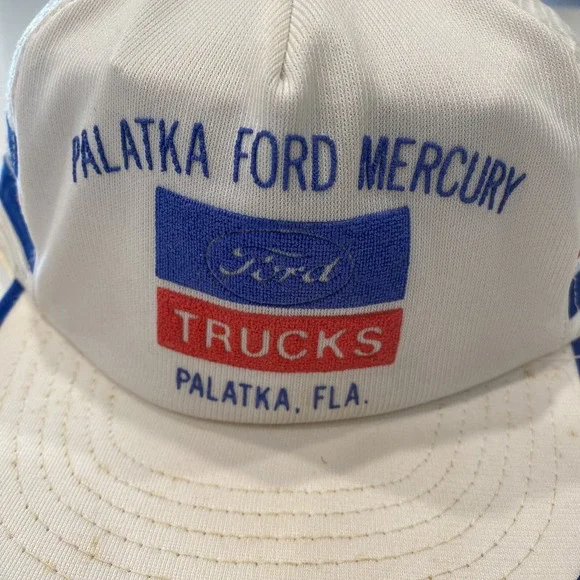 PALATKA FORD MERCURY
Ford
TRUCKS
PALATKA, FLA.